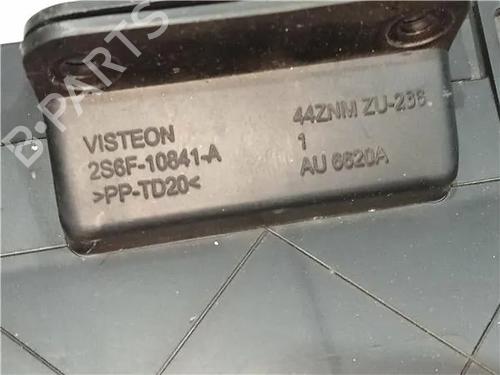 B-PARTS
VISTEON
2S6F-10841-A
>PP-TD20<
44ZNM ZU-236
1
AU 6620A